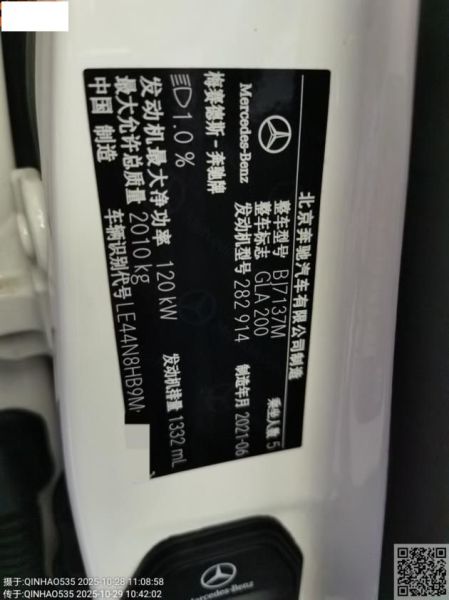 北京奔驰汽车有限公司制造
Mercedes-Benz
梅赛德斯-奔驰牌
整车型号 BJ7137M
整车标志 GLA 200
发动机型号 282 914
乘坐人数 5
制造年月 2021-06
1.0 %
发动机最大净功率 120 kW
发动机排量 1332 mL
最大允许总质量 2010 kg
车辆识别代号 LE44N8HB9M
中国 制造
Mercedes-Benz
摄于:QINHAO535 2025-10-28 11:08:58
传于:QINHAO535 2025-10-29 10:42:02